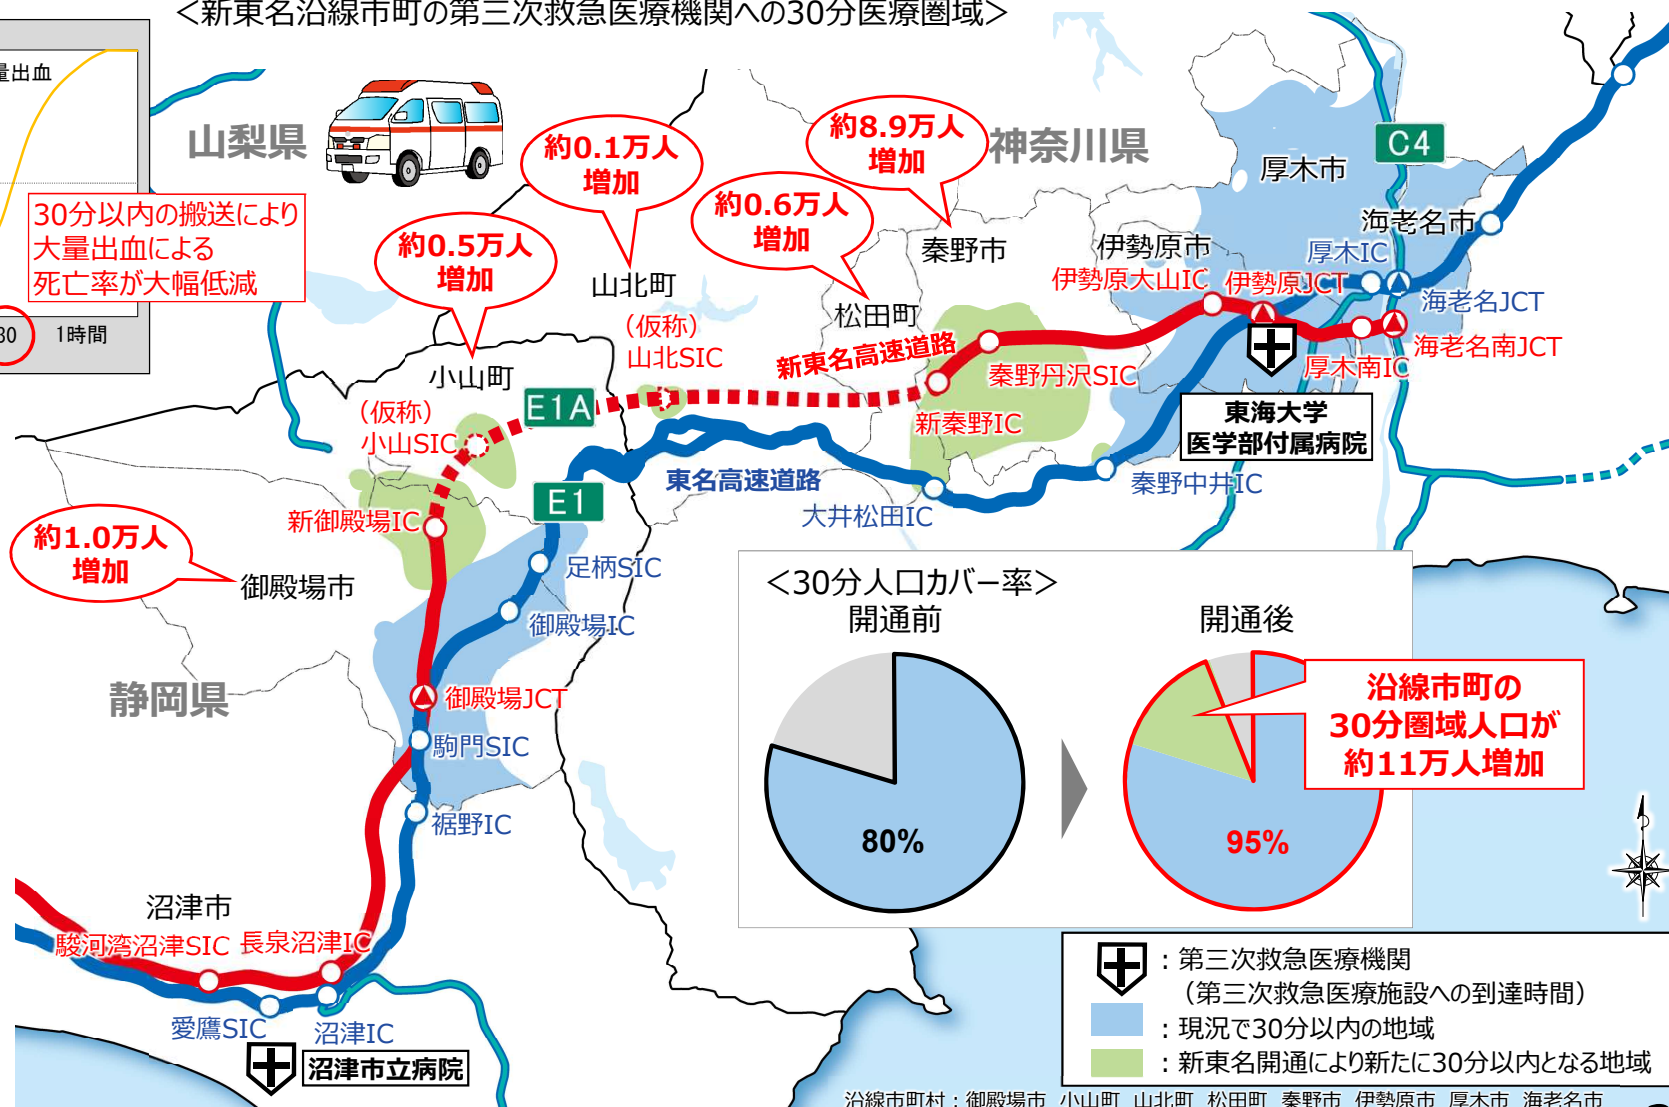 ＜新東名沿線市町の第三次救急医療機関への30分医療圏域＞
量出血
30分以内の搬送により
大量出血による
死亡率が大幅低減
30
1時間
山梨県
神奈川県
静岡県
約0.1万人
増加
約8.9万人
増加
約0.6万人
増加
約0.5万人
増加
約1.0万人
増加
C4
厚木市
海老名市
秦野市
伊勢原市
厚木IC
伊勢原大山IC
伊勢原JCT
海老名JCT
山北町
松田町
（仮称）
山北SIC
新東名高速道路
秦野丹沢SIC
厚木南IC
海老名南JCT
小山町
（仮称）
小山SIC
E1A
新秦野IC
東海大学
医学部付属病院
東名高速道路
秦野中井IC
E1
大井松田IC
新御殿場IC
足柄SIC
御殿場市
御殿場IC
御殿場JCT
駒門SIC
裾野IC
沼津市
駿河湾沼津SIC
長泉沼津IC
愛鷹SIC
沼津IC
沼津市立病院
＜30分人口カバー率＞
開通前
開通後
80%
95%
沿線市町の
30分圏域人口が
約11万人増加
：第三次救急医療機関
（第三次救急医療施設への到達時間）
：現況で30分以内の地域
：新東名開通により新たに30分以内となる地域
沿線市町村：御殿場市 小山町 山北町 松田町 秦野市 伊勢原市 厚木市 海老名市